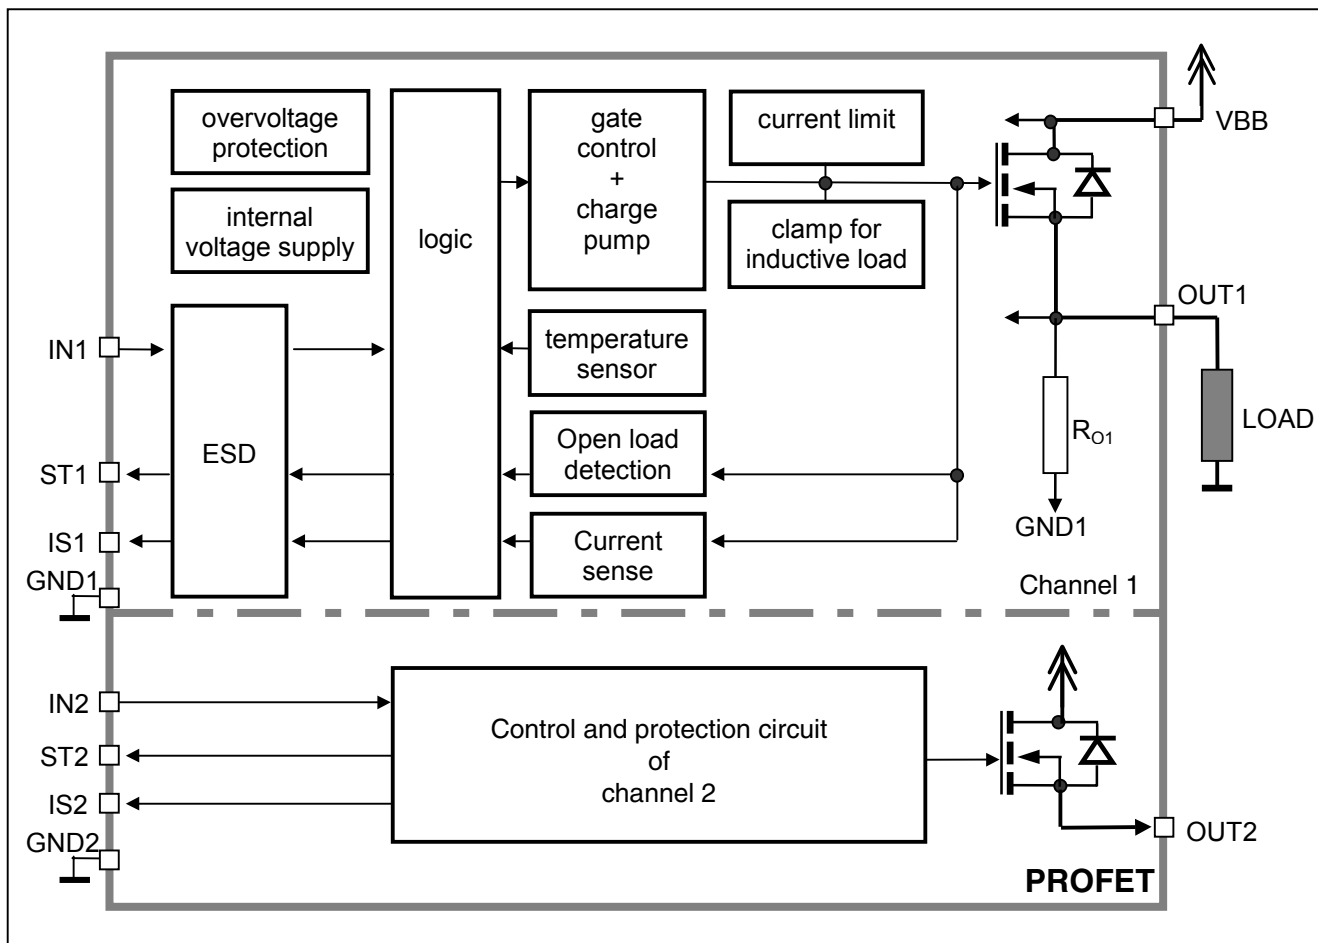 overvoltage
protection
internal
voltage supply
logic
gate
control
+
charge
pump
current limit
clamp for
inductive load
VBB
OUT1
LOAD
R_O1
GND1
IN1
ESD
temperature
sensor
ST1
Open load
detection
IS1
Current
sense
GND1
Channel 1
IN2
ST2
IS2
GND2
Control and protection circuit
of
channel 2
OUT2
PROFET